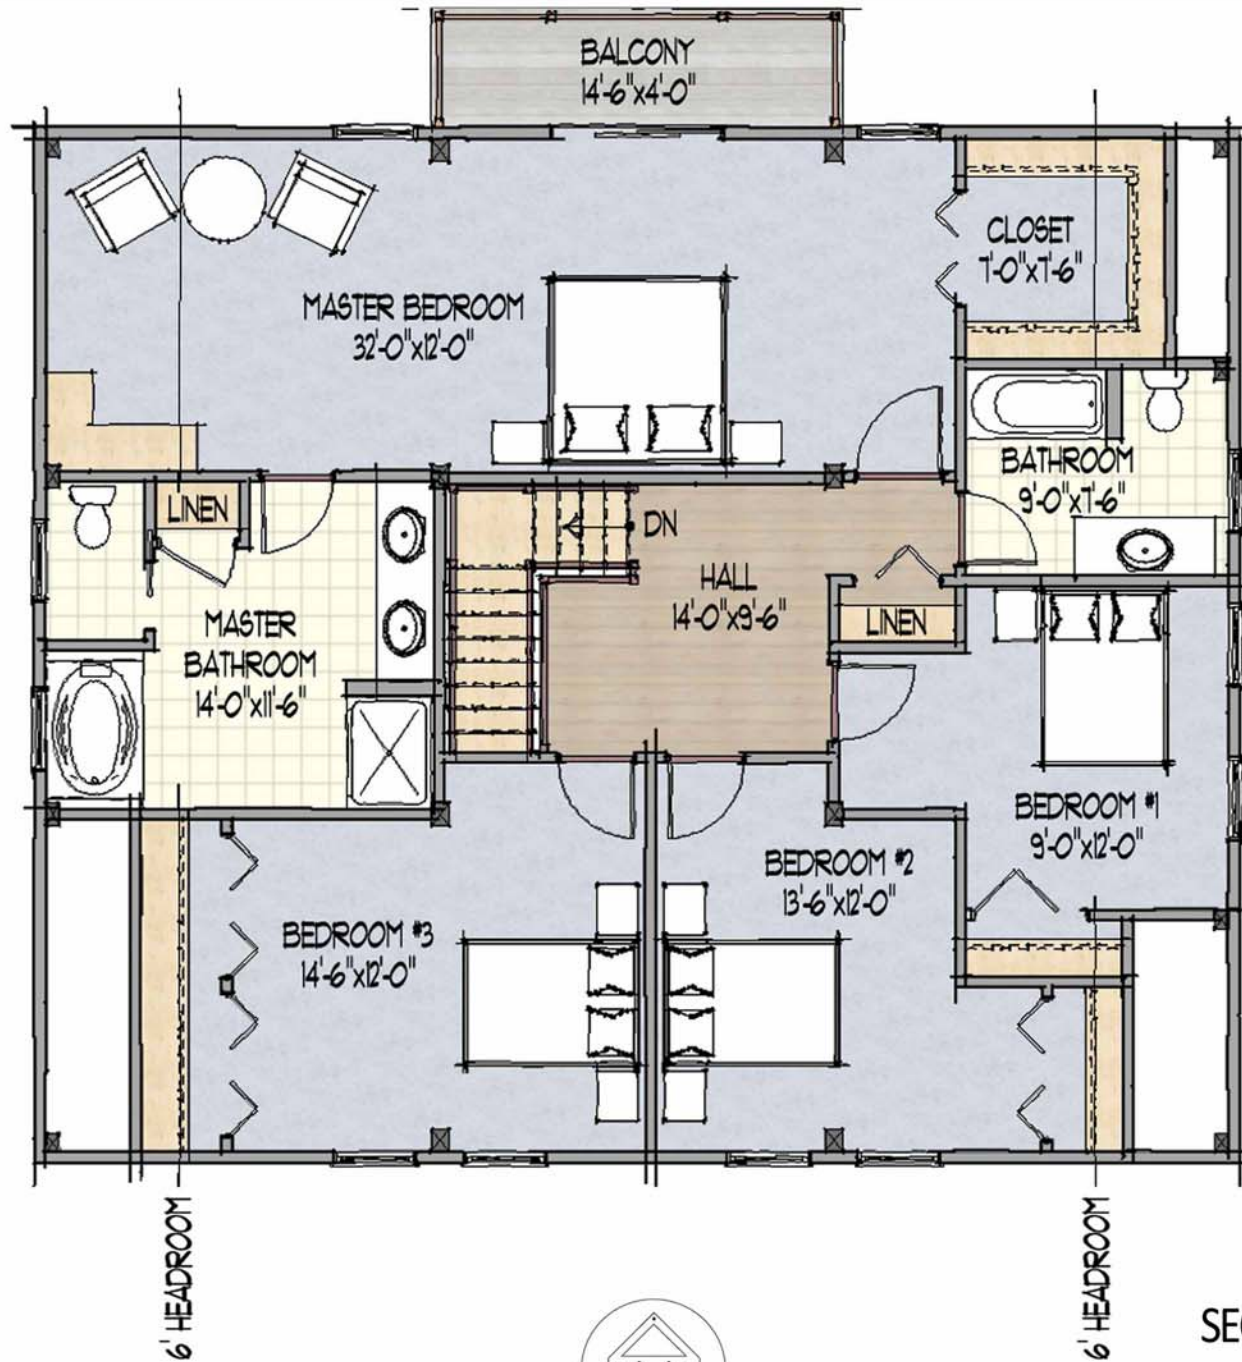 BALCONY
14'-6"x4'-0"
CLOSET
7'-0"x7'-6"
MASTER BEDROOM
32'-0"x12'-0"
BATHROOM
9'-0"x7'-6"
LINEN
DN
HALL
14'-0"x9'-6"
LINEN
MASTER
BATHROOM
14'-0"x11'-6"
BEDROOM #1
9'-0"x12'-0"
BEDROOM #2
13'-6"x12'-0"
BEDROOM #3
14'-6"x12'-0"
6' HEADROOM
6' HEADROOM